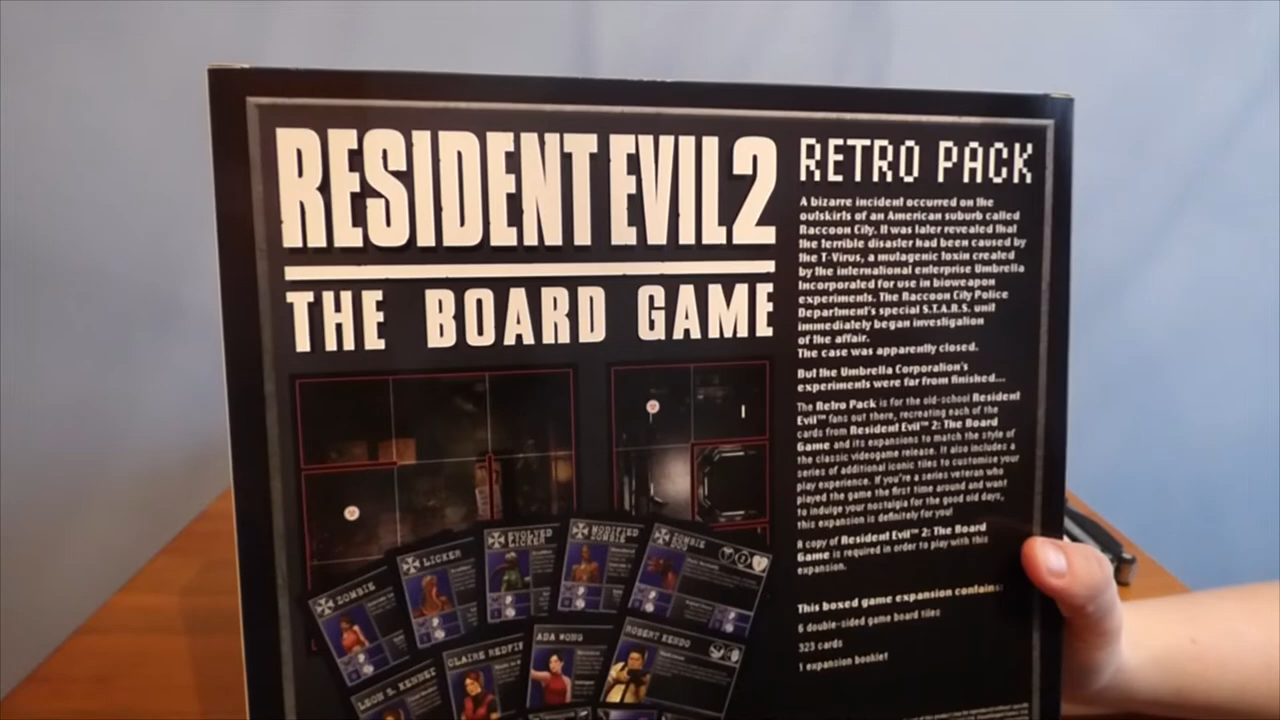 RESIDENT EVIL 2
THE BOARD GAME
RETRO PACK
A bizarre incident occurred on the
outskirts of an American suburb called
Raccoon City. It was later revealed that
the terrible disaster had been caused by
the T-Virus, a mutagenic toxin created
by the international enterprise Umbrella
Incorporated for use in bioweapon
experiments. The Raccoon City Police
Department's special S.T.A.R.S. unit
immediately began investigation
of the affair.
The case was apparently closed.
But the Umbrella Corporation's
experiments were far from finished...
The Retro Pack is for the old-school Resident
Evil™ fans out there, recreating each of the
cards from Resident Evil™ 2: The Board
Game and its expansions to match the style of
the classic videogame release. It also includes a
series of additional iconic tiles to customise your
play experience. If you're a series veteran who
played the game the first time around and want
to indulge your nostalgia for the good old days,
this expansion is definitely for you!
A copy of Resident Evil™ 2: The Board
Game is required in order to play with this
expansion.
This boxed game expansion contains:
6 double-sided game board tiles
323 cards
1 expansion booklet
ZOMBIE
LICKER
EVOLVED
LICKER
MODIFIED
ZOMBIE
ZOMBIE
DOG
LEON S. KENNED
CLAIRE REDFIE
ADA WONG
ROBERT KENDO